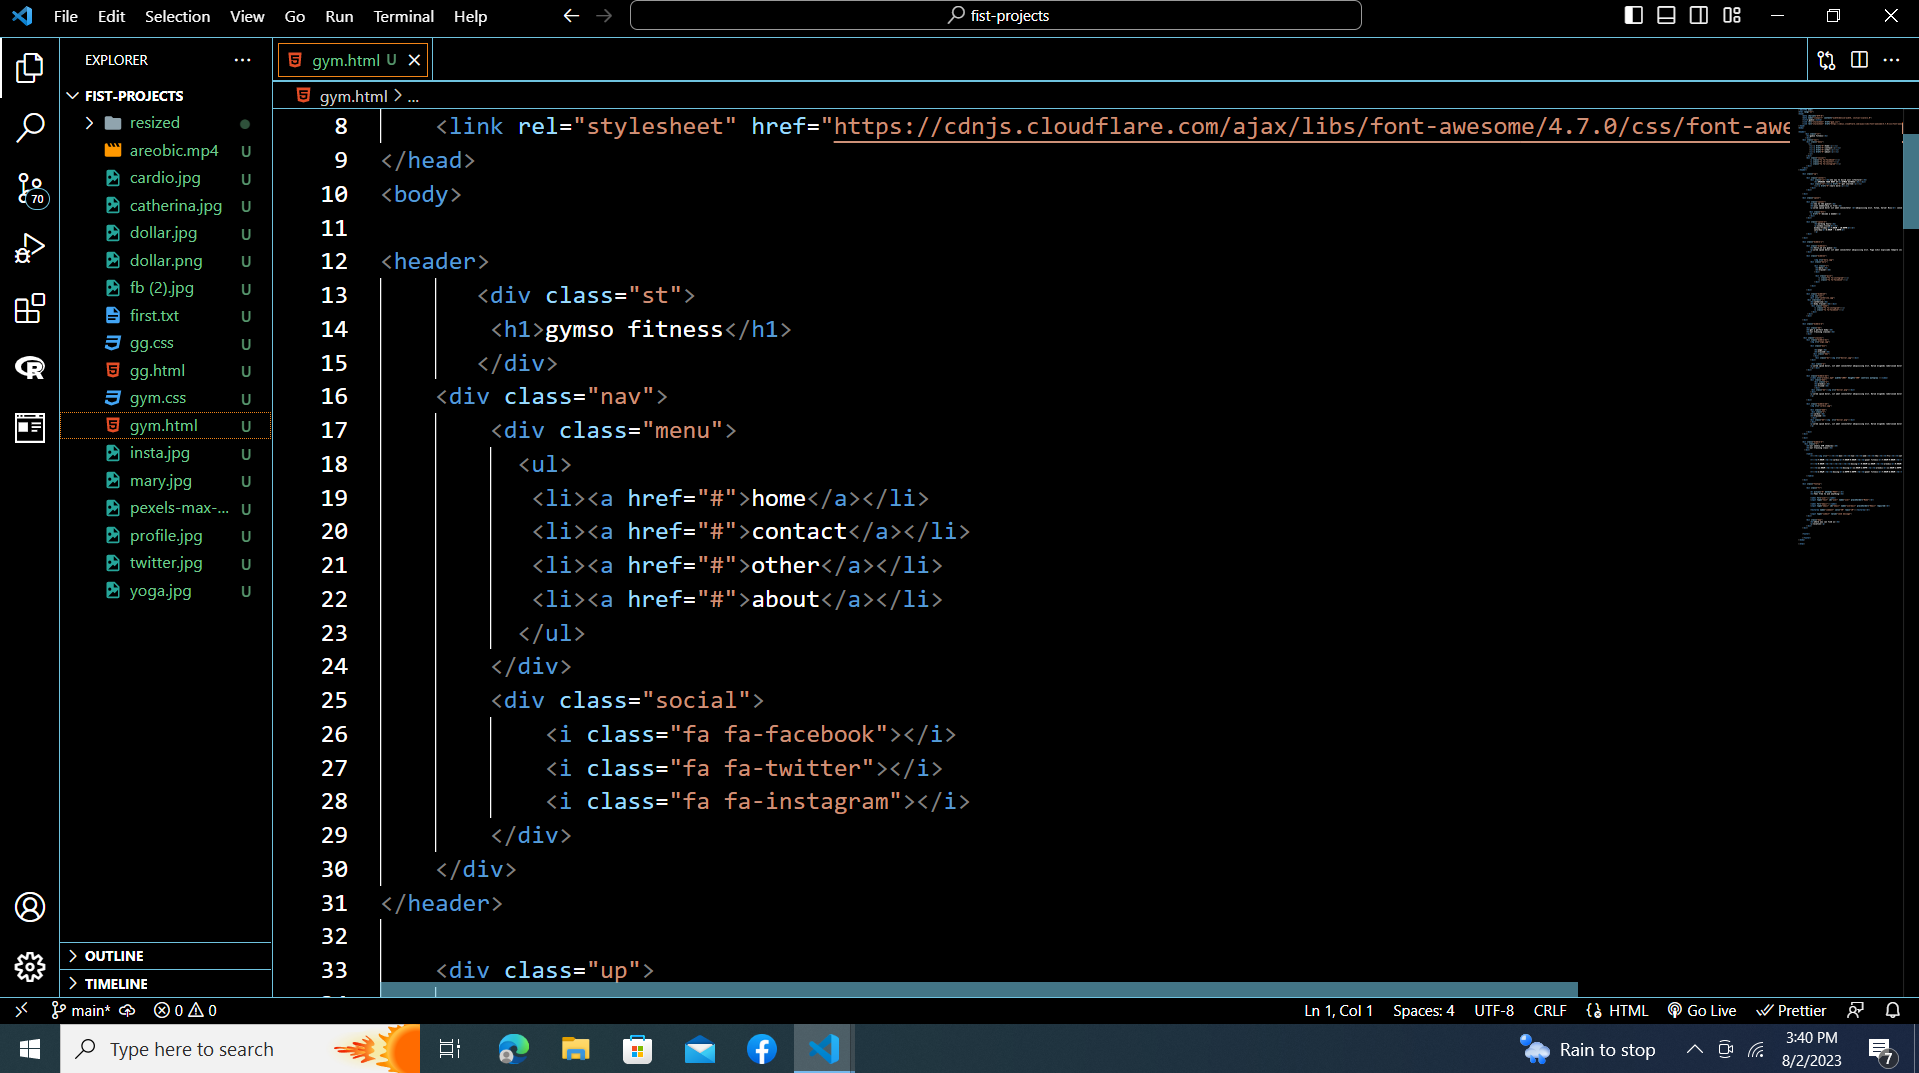 File Edit Selection View Go Run Terminal Help
fist-projects
EXPLORER
FIST-PROJECTS
resized
areobic.mp4 U
cardio.jpg U
catherina.jpg U
dollar.jpg U
dollar.png U
fb (2).jpg U
first.txt U
gg.css U
gg.html U
gym.css U
gym.html U
insta.jpg U
mary.jpg U
pexels-max-... U
profile.jpg U
twitter.jpg U
yoga.jpg U
OUTLINE
TIMELINE
70
gym.html U
gym.html > ...
8 <link rel="stylesheet" href="https://cdnjs.cloudflare.com/ajax/libs/font-awesome/4.7.0/css/font-awe
9 </head>
10 <body>
11
12 <header>
13 <div class="st">
14 <h1>gymso fitness</h1>
15 </div>
16 <div class="nav">
17 <div class="menu">
18 <ul>
19 <li><a href="#">home</a></li>
20 <li><a href="#">contact</a></li>
21 <li><a href="#">other</a></li>
22 <li><a href="#">about</a></li>
23 </ul>
24 </div>
25 <div class="social">
26 <i class="fa fa-facebook"></i>
27 <i class="fa fa-twitter"></i>
28 <i class="fa fa-instagram"></i>
29 </div>
30 </div>
31 </header>
32
33 <div class="up">
main* 0 0
Ln 1, Col 1 Spaces: 4 UTF-8 CRLF HTML Go Live Prettier
Type here to search
Rain to stop
3:40 PM
8/2/2023
7